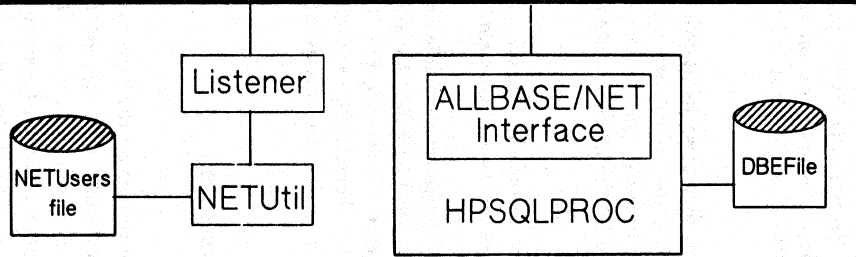 Listener
ALLBASE/NET
Interface
NETUsers
file
NETUtil
HPSQLPROC
DBEFile